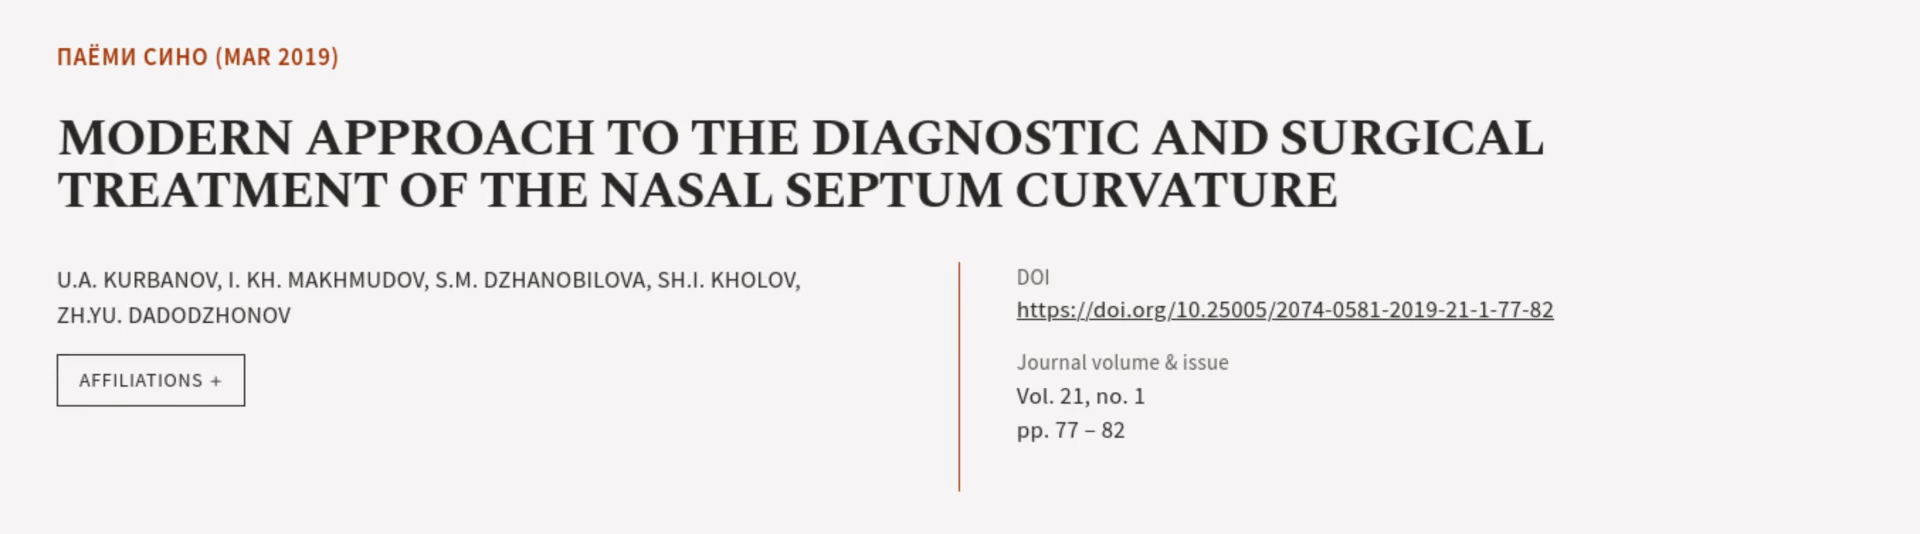 ПАЁМИ СИНО (MAR 2019)
MODERN APPROACH TO THE DIAGNOSTIC AND SURGICAL
TREATMENT OF THE NASAL SEPTUM CURVATURE
U.A. KURBANOV, I. KH. MAKHMUDOV, S.M. DZHANOBILOVA, SH.I. KHOLOV,
ZH.YU. DADODZHONOV
AFFILIATIONS +
DOI
https://doi.org/10.25005/2074-0581-2019-21-1-77-82
Journal volume & issue
Vol. 21, no. 1
pp. 77 – 82